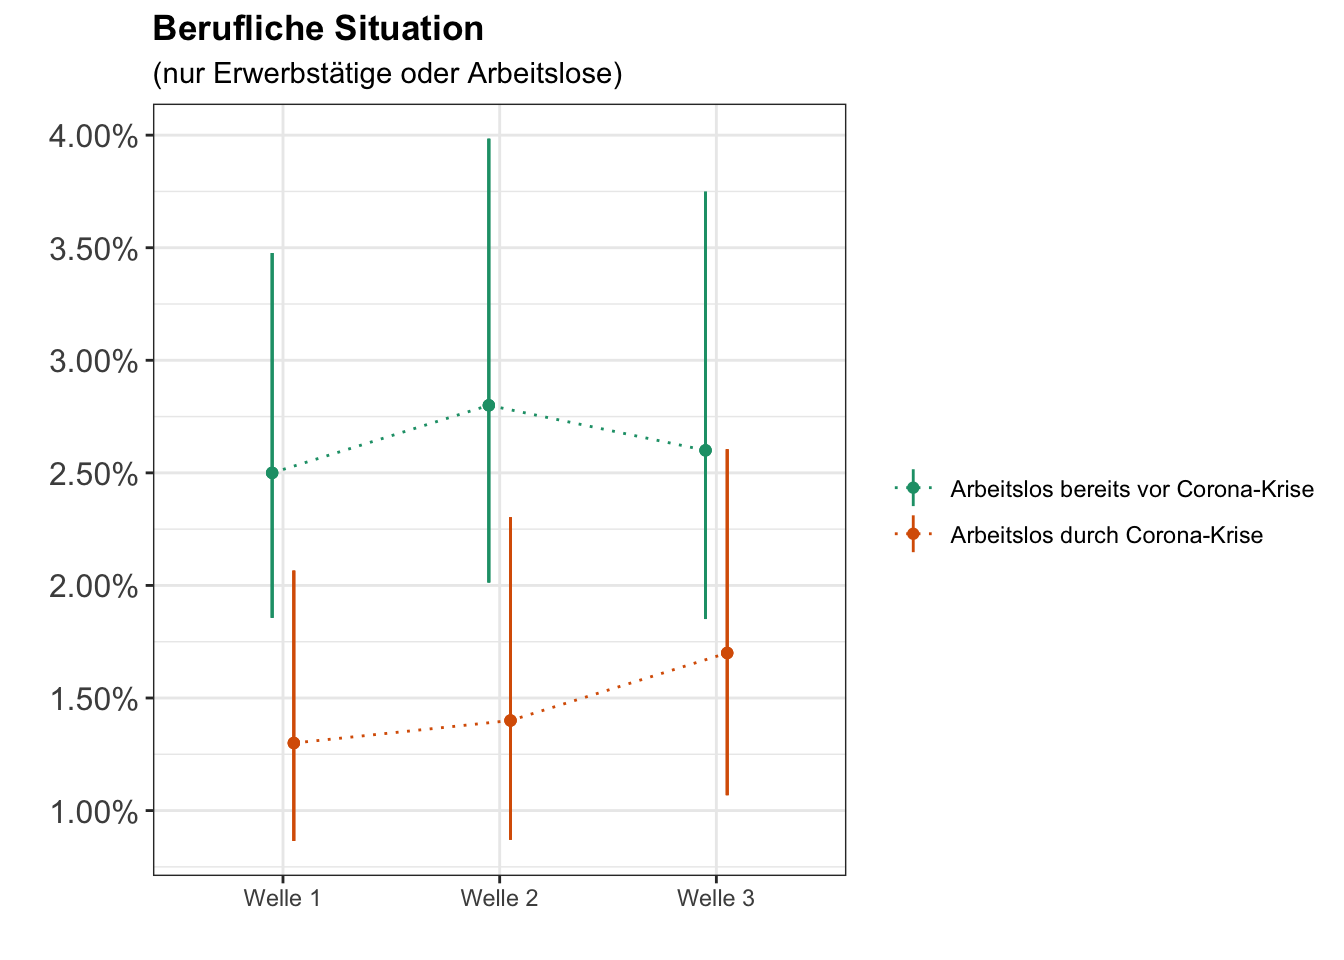 Berufliche Situation
(nur Erwerbstätige oder Arbeitslose)
4.00%
3.50%
3.00%
2.50%
2.00%
1.50%
1.00%
Welle 1
Welle 2
Welle 3
Arbeitslos bereits vor Corona-Krise
Arbeitslos durch Corona-Krise